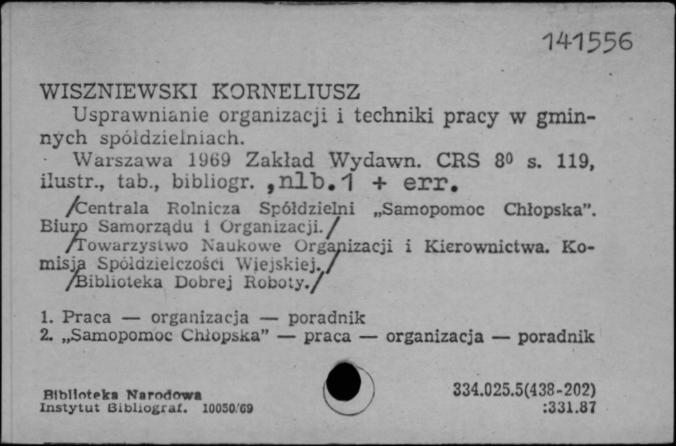 141556
WISZNIEWSKI KORNELIUSZ
Usprawnianie organizacji i techniki pracy w gmin-
nych spółdzielniach.
Warszawa 1969 Zakład Wydawn. CRS 8⁰ s. 119,
ilustr., tab., bibliogr. ,nlb.1 + err.
/Centrala Rolnicza Spółdzielni „Samopomoc Chłopska”.
Biuro Samorządu i Organizacji./
/Towarzystwo Naukowe Organizacji i Kierownictwa. Ko-
misja Spółdzielczości Wiejskiej./
/Biblioteka Dobrej Roboty./
1. Praca — organizacja — poradnik
2. „Samopomoc Chłopska” — praca — organizacja — poradnik
Biblioteka Narodowa
Instytut Bibliograf. 10050/69
334.025.5(438-202)
:331.87